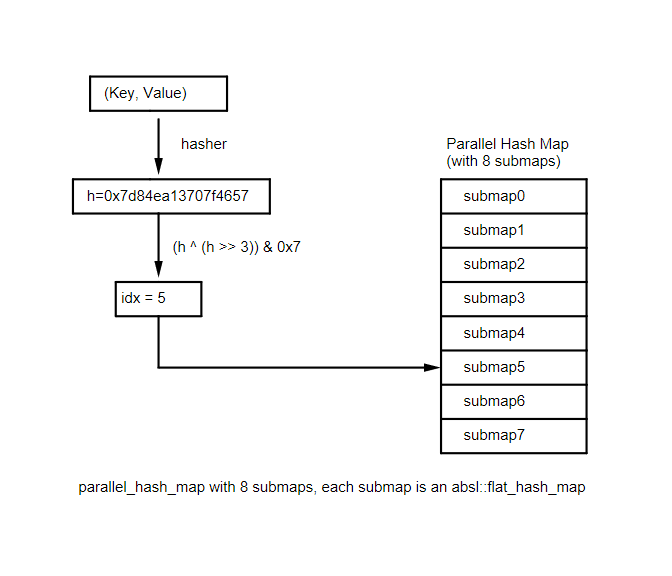 (Key, Value)
hasher
h=0x7d84ea13707f4657
(h ^ (h >> 3)) & 0x7
idx = 5
Parallel Hash Map
(with 8 submaps)
submap0
submap1
submap2
submap3
submap4
submap5
submap6
submap7
parallel_hash_map with 8 submaps, each submap is an absl::flat_hash_map